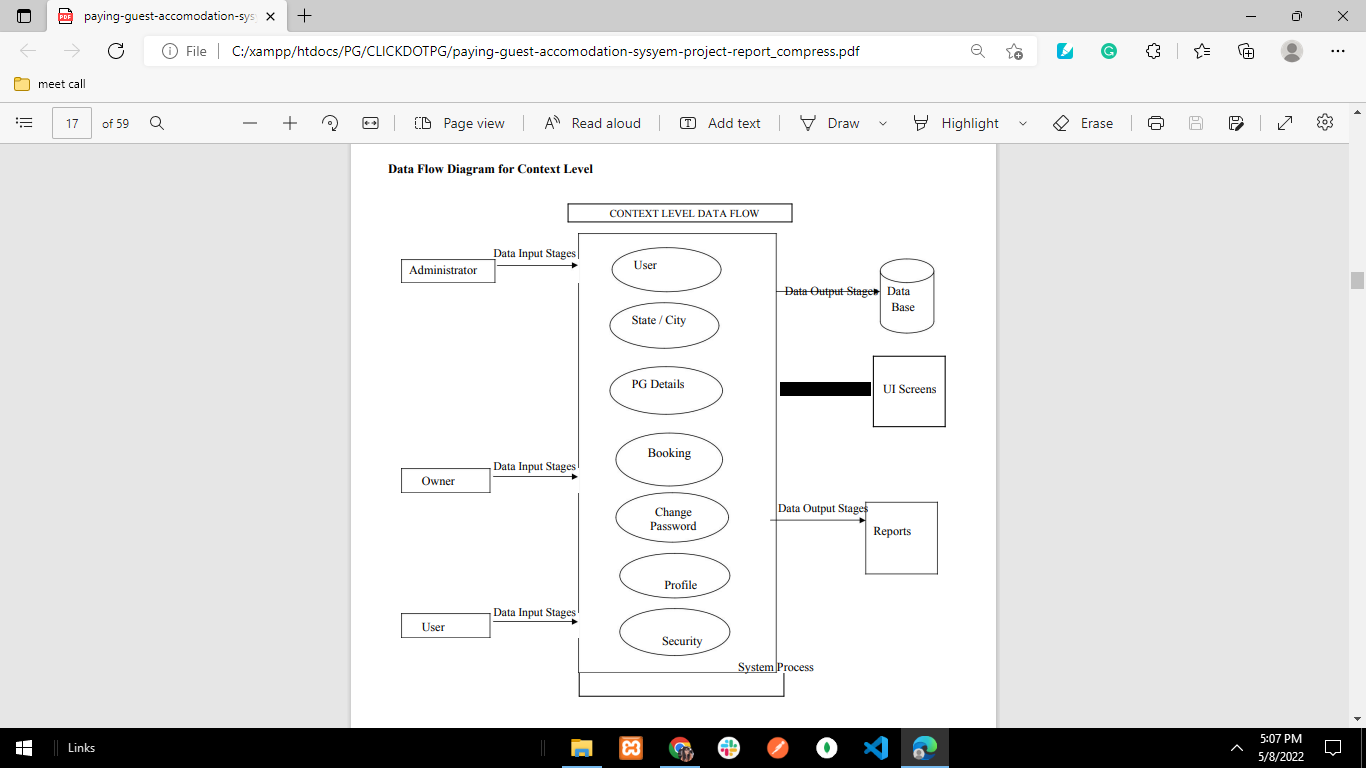 paying-guest-accomodation-sys
File
C:/xampp/htdocs/PG/CLICKDOTPG/paying-guest-accomodation-sysyem-project-report_compress.pdf
meet call
17 of 59
Page view
Read aloud
Add text
Draw
Highlight
Erase
Data Flow Diagram for Context Level
CONTEXT LEVEL DATA FLOW
Data Input Stages
Administrator
User
Data Output Stages
Data
Base
State / City
PG Details
UI Screens
Booking
Data Input Stages
Owner
Change
Password
Data Output Stages
Reports
Profile
Data Input Stages
User
Security
System Process
Links
5:07 PM
5/8/2022